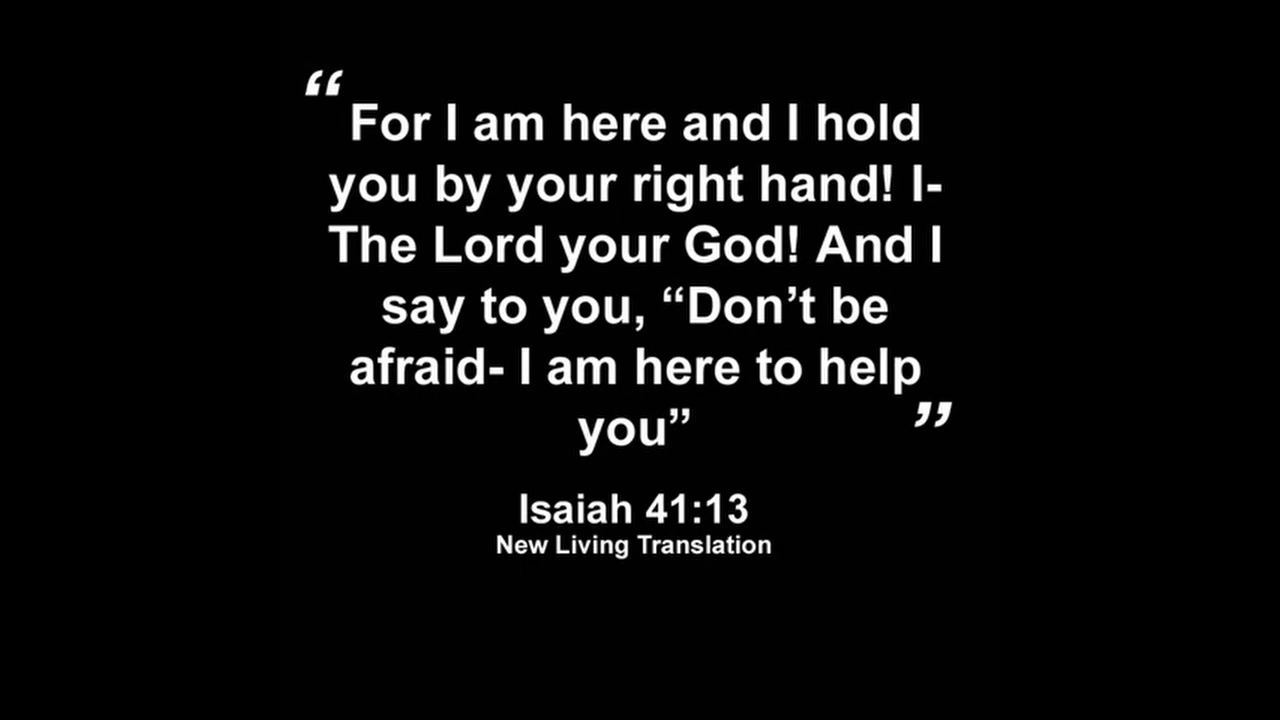 “For I am here and I hold
you by your right hand! I-
The Lord your God! And I
say to you, “Don’t be
afraid- I am here to help
you” ”
Isaiah 41:13
New Living Translation